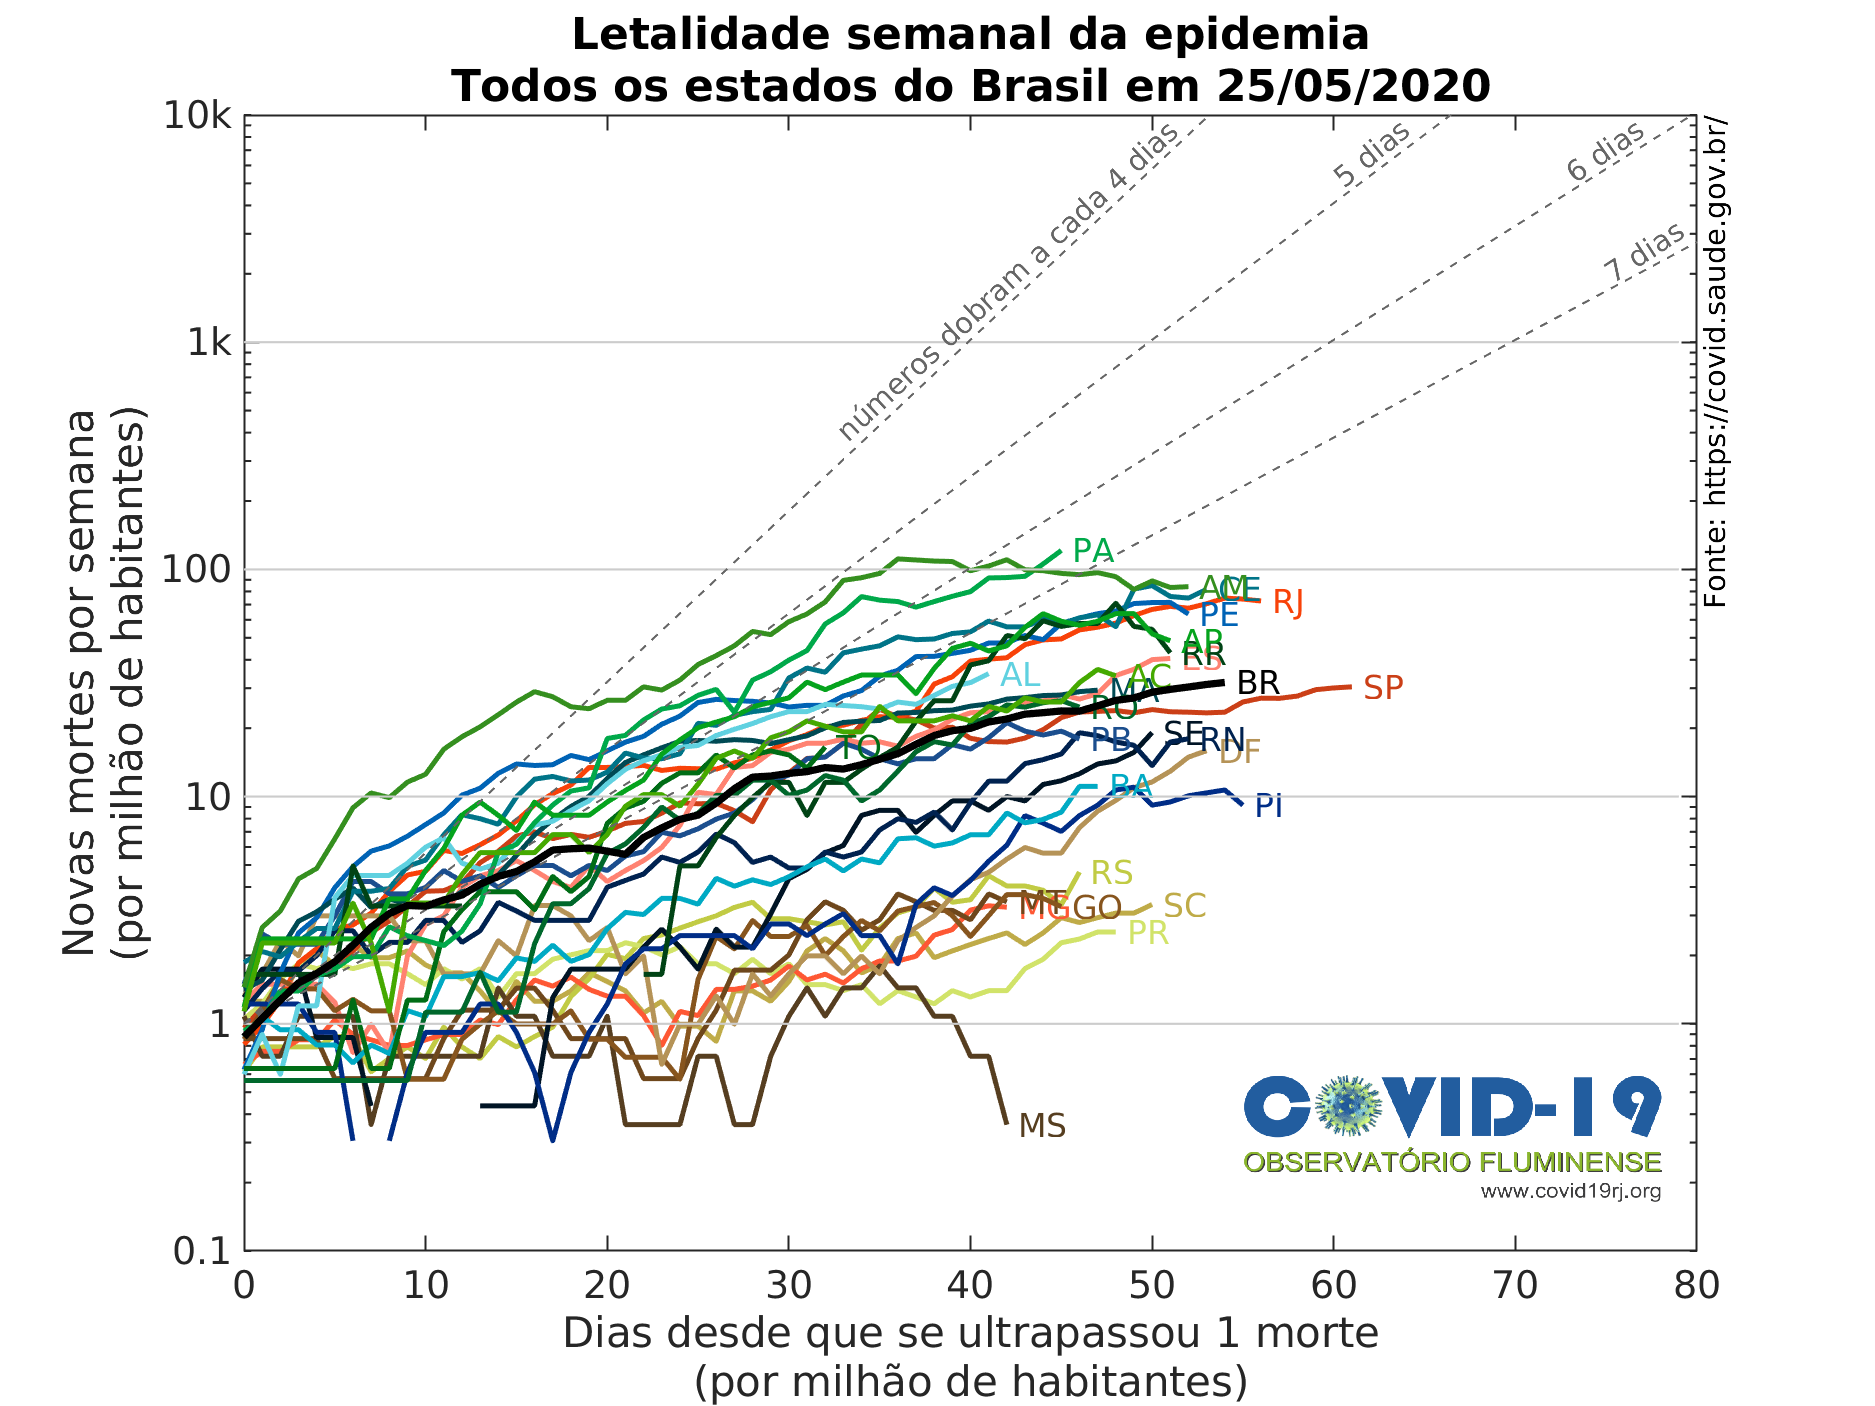 Letalidade semanal da epidemia
Todos os estados do Brasil em 25/05/2020
10k
1k
100
10
1
0.1
Novas mortes por semana
(por milhão de habitantes)
números dobram a cada 4 dias
5 dias
6 dias
7 dias
Fonte: https://covid.saude.gov.br/
PA
AM
CE
RJ
PE
AP
RR
ES
AL
AC
BR
SP
MA
RO
SE
RN
PB
TO
DF
BA
PI
RS
MT
MG
GO
SC
PR
MS
COVID-19
OBSERVATÓRIO FLUMINENSE
www.covid19rj.org
0 10 20 30 40 50 60 70 80
Dias desde que se ultrapassou 1 morte
(por milhão de habitantes)